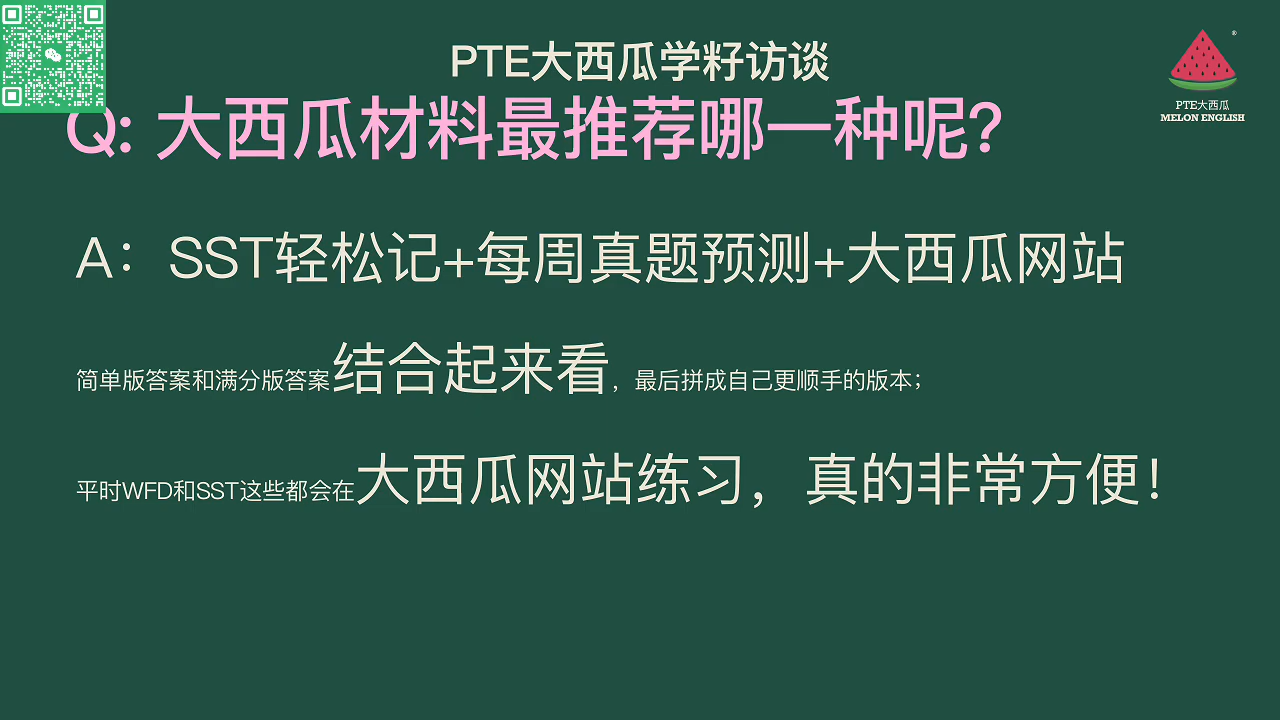 PTE大西瓜学籽访谈
®
PTE大西瓜
MELON ENGLISH
Q: 大西瓜材料最推荐哪一种呢？
A：SST轻松记+每周真题预测+大西瓜网站
简单版答案和满分版答案结合起来看，最后拼成自己更顺手的版本；
平时WFD和SST这些都会在大西瓜网站练习，真的非常方便！